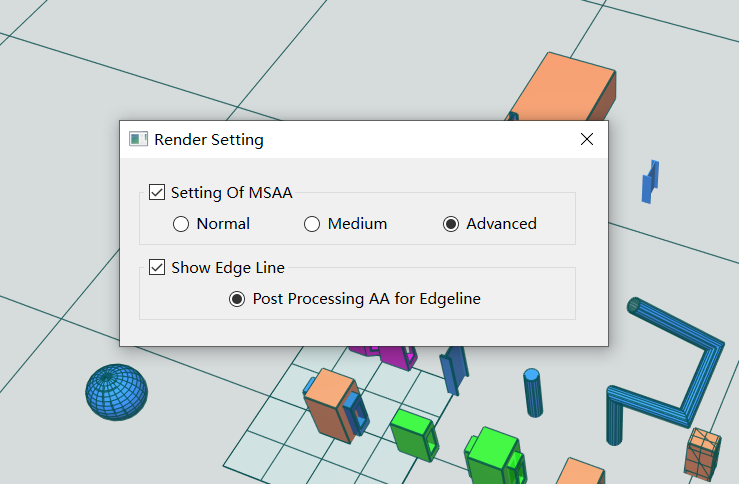 Render Setting
Setting Of MSAA
Normal Medium Advanced
Show Edge Line
Post Processing AA for Edgeline